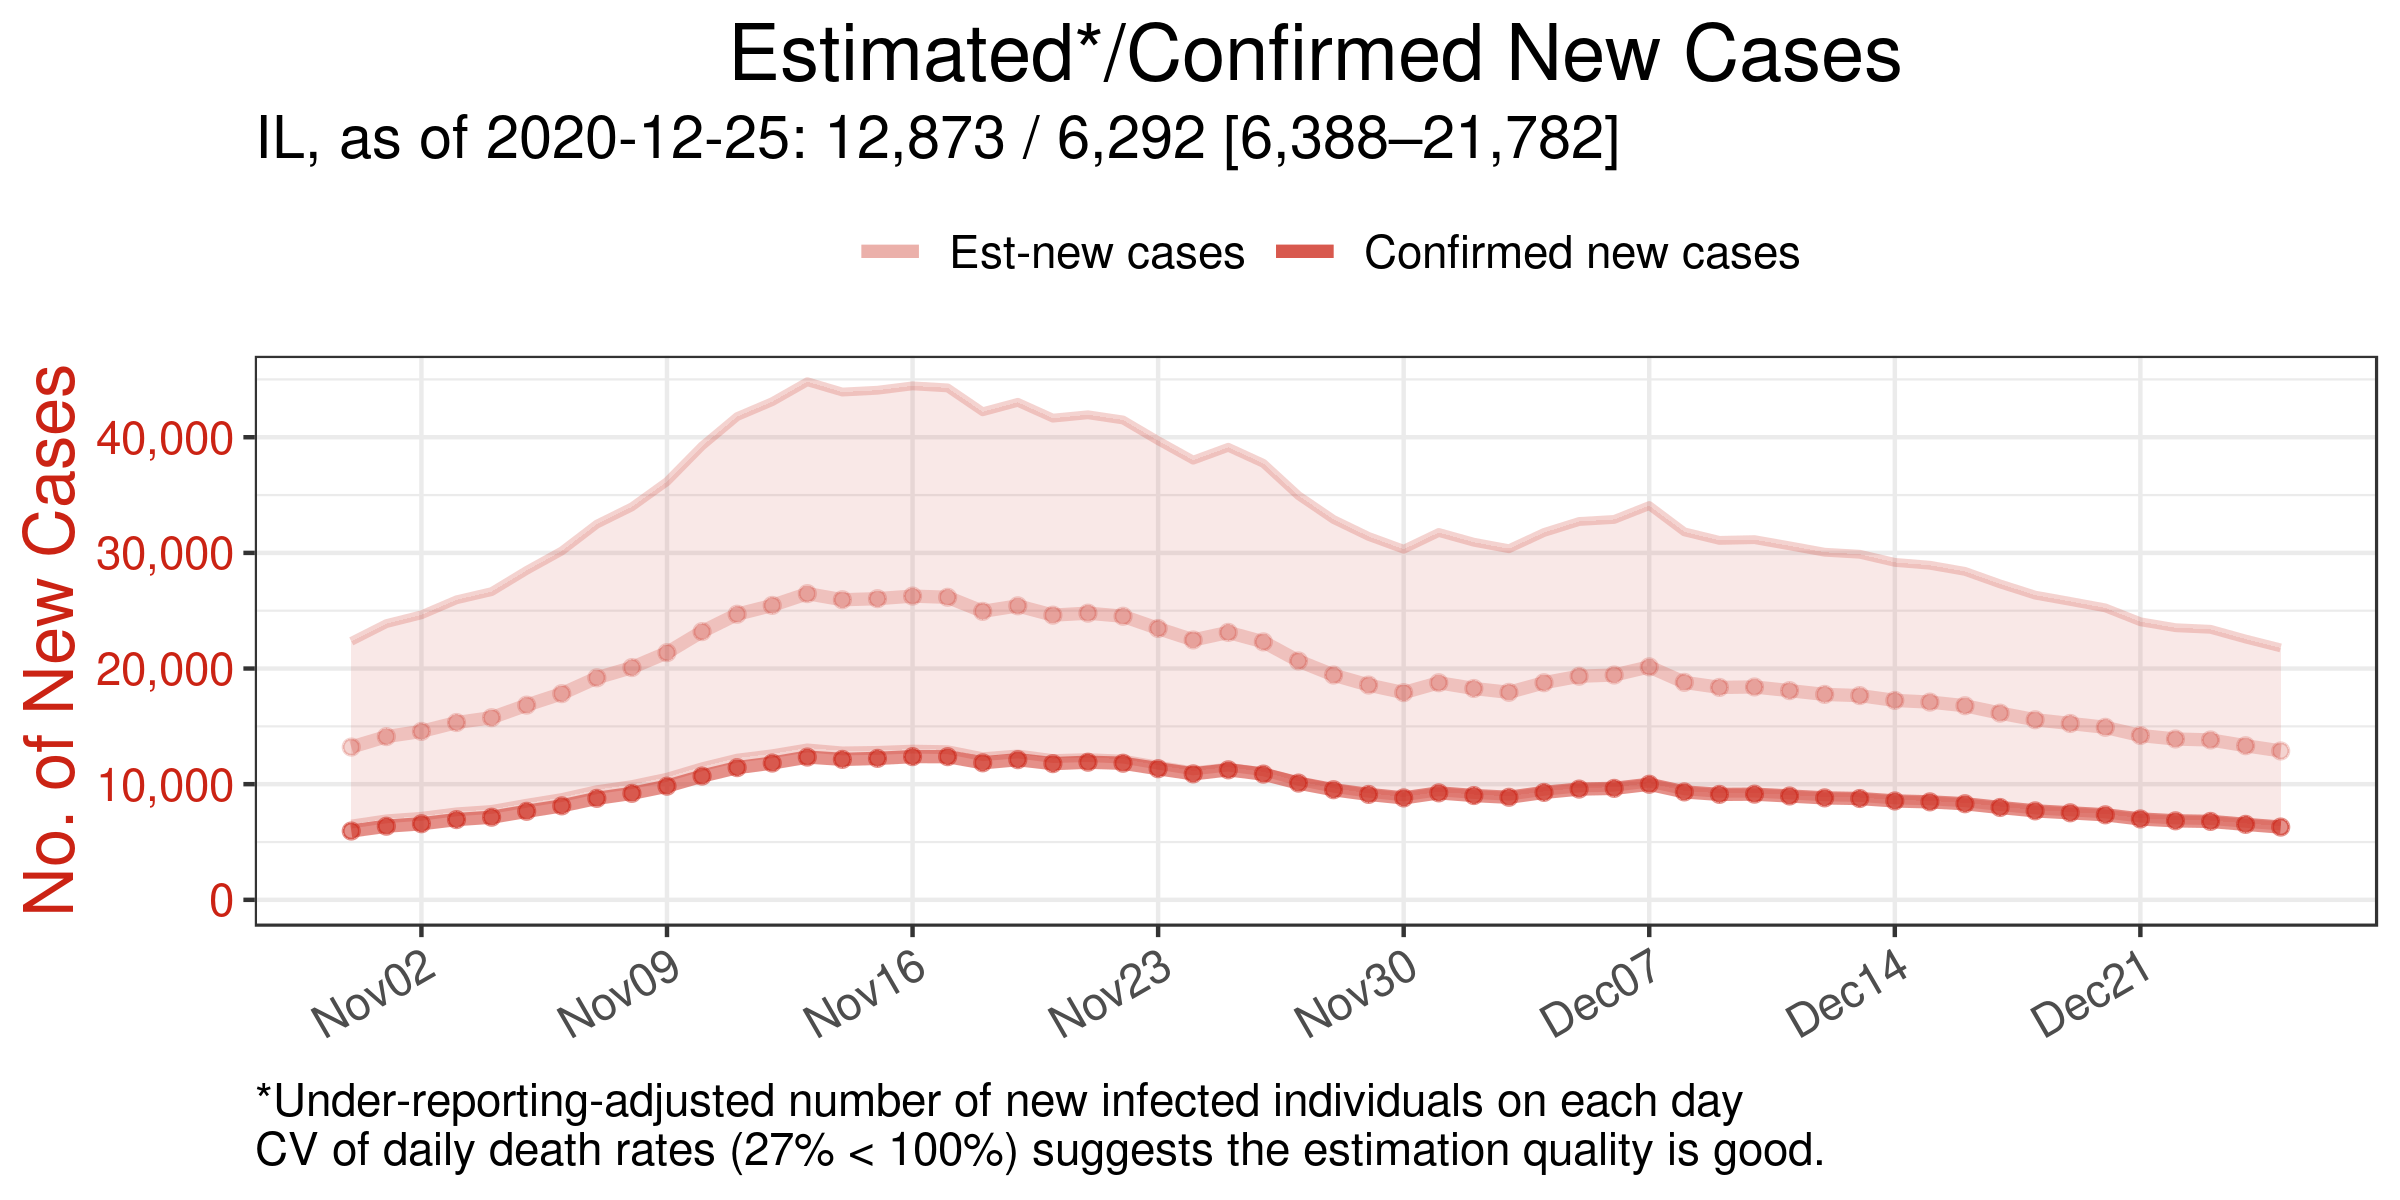 Estimated*/Confirmed New Cases
IL, as of 2020-12-25: 12,873 / 6,292 [6,388–21,782]
Est-new cases
Confirmed new cases
No. of New Cases
40,000
30,000
20,000
10,000
0
Nov02
Nov09
Nov16
Nov23
Nov30
Dec07
Dec14
Dec21
*Under-reporting-adjusted number of new infected individuals on each day
CV of daily death rates (27% < 100%) suggests the estimation quality is good.